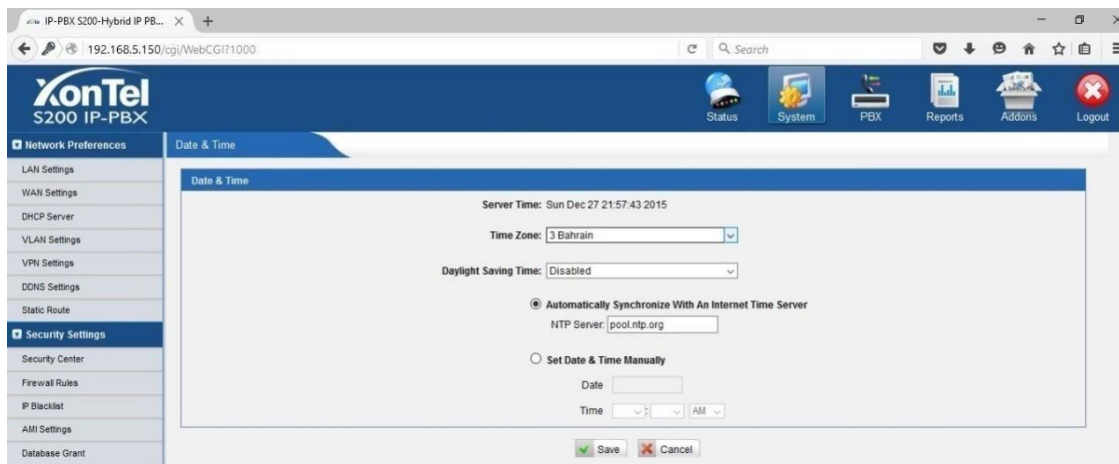 IP-PBX S200-Hybrid IP PB...
192.168.5.150/cgi/WebCGI?1000
Search
XonTel
S200 IP-PBX
Status
System
PBX
Reports
Addons
Logout
Network Preferences
LAN Settings
WAN Settings
DHCP Server
VLAN Settings
VPN Settings
DDNS Settings
Static Route
Security Settings
Security Center
Firewall Rules
IP Blacklist
AMI Settings
Database Grant
Date & Time
Date & Time
Server Time: Sun Dec 27 21:57:43 2015
Time Zone: 3 Bahrain
Daylight Saving Time: Disabled
Automatically Synchronize With An Internet Time Server
NTP Server: pool.ntp.org
Set Date & Time Manually
Date
Time : AM
Save Cancel